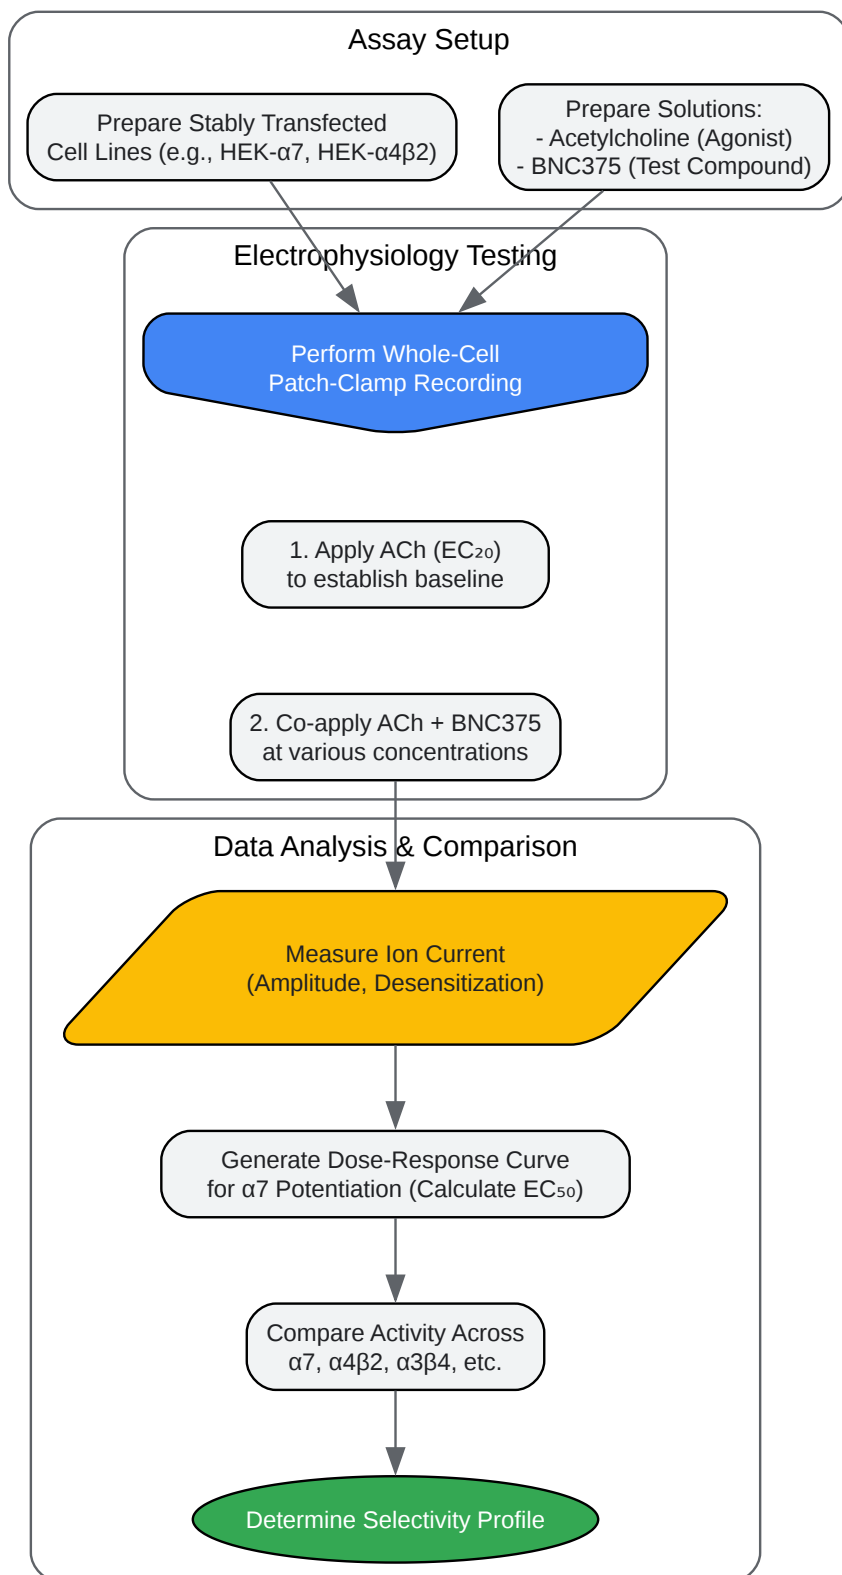 Assay Setup
Prepare Stably Transfected
Cell Lines (e.g., HEK-α7, HEK-α4β2)
Prepare Solutions:
- Acetylcholine (Agonist)
- BNC375 (Test Compound)
Electrophysiology Testing
Perform Whole-Cell
Patch-Clamp Recording
1. Apply ACh (EC₂₀)
to establish baseline
2. Co-apply ACh + BNC375
at various concentrations
Data Analysis & Comparison
Measure Ion Current
(Amplitude, Desensitization)
Generate Dose-Response Curve
for α7 Potentiation (Calculate EC₅₀)
Compare Activity Across
α7, α4β2, α3β4, etc.
Determine Selectivity Profile